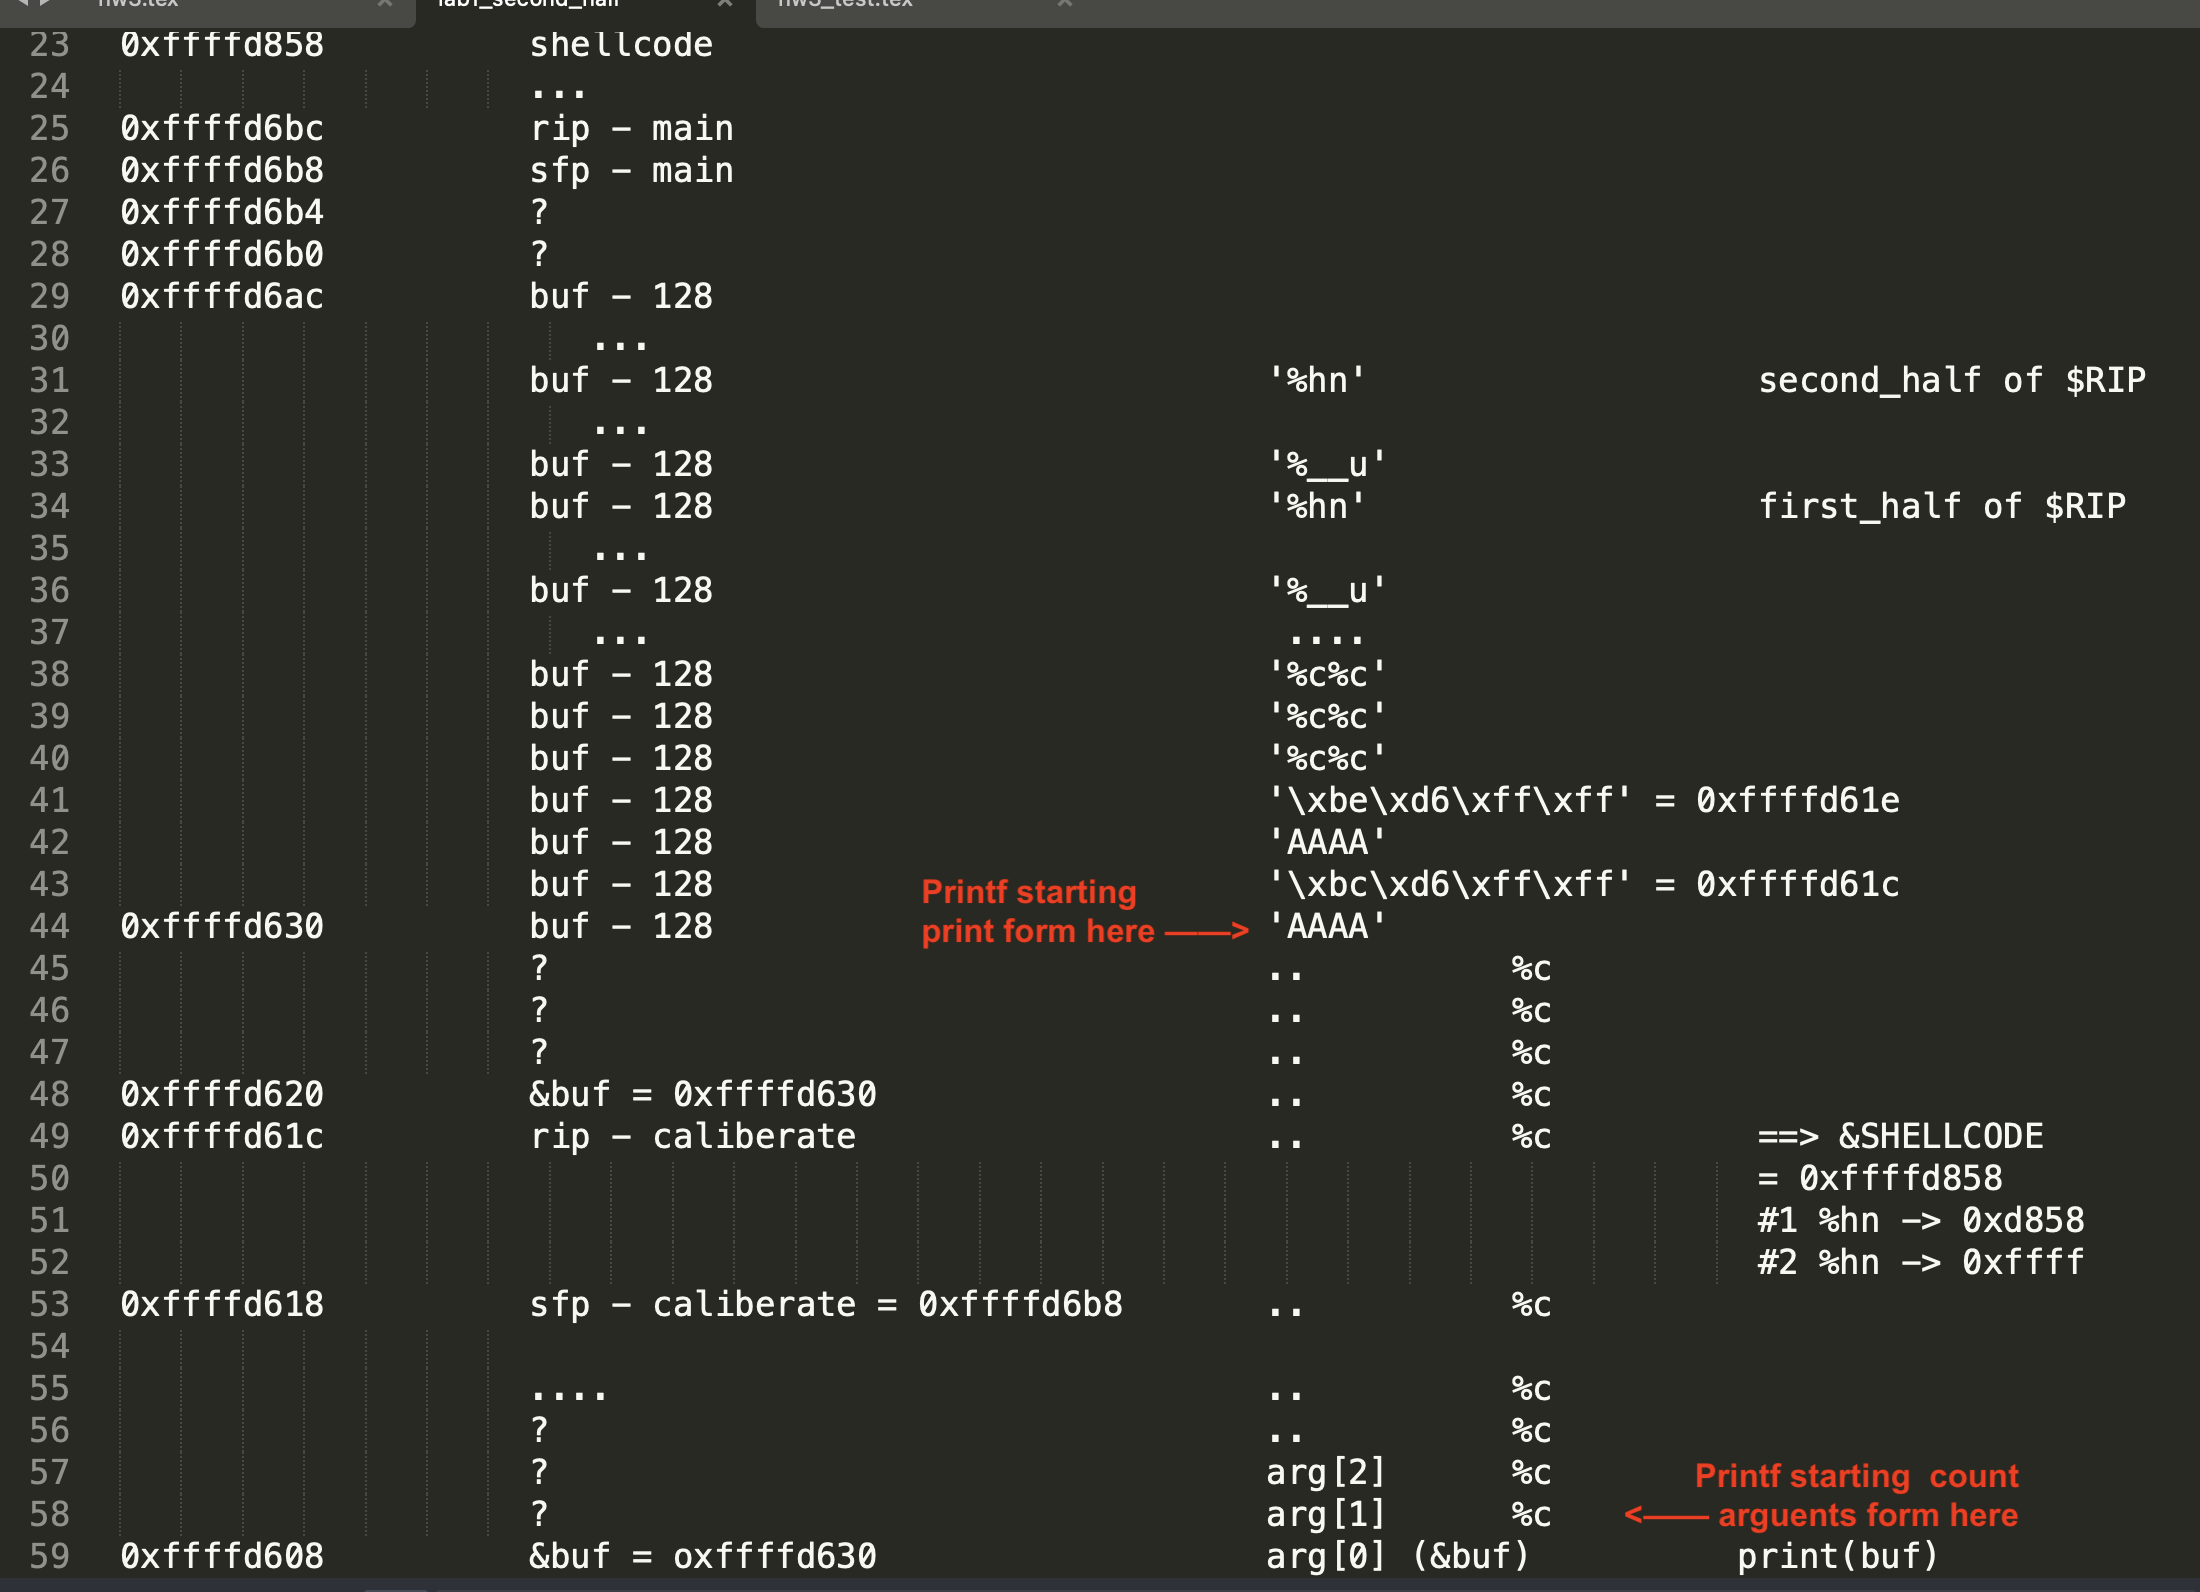 hw3.tex lab1_second_half hw3_test.tex
23 0xffffd858 shellcode
24 ...
25 0xffffd6bc rip - main
26 0xffffd6b8 sfp - main
27 0xffffd6b4 ?
28 0xffffd6b0 ?
29 0xffffd6ac buf - 128
30 ...
31 buf - 128 '%hn' second_half of $RIP
32 ...
33 buf - 128 '%__u'
34 buf - 128 '%hn' first_half of $RIP
35 ...
36 buf - 128 '%__u'
37 ... ....
38 buf - 128 '%c%c'
39 buf - 128 '%c%c'
40 buf - 128 '%c%c'
41 buf - 128 '\xbe\xd6\xff\xff' = 0xffffd61e
42 buf - 128 'AAAA'
43 buf - 128 '\xbc\xd6\xff\xff' = 0xffffd61c
Printf starting
print form here ——>
44 0xffffd630 buf - 128 'AAAA'
45 ? .. %c
46 ? .. %c
47 ? .. %c
48 0xffffd620 &buf = 0xffffd630 .. %c
49 0xffffd61c rip - caliberate .. %c ==> &SHELLCODE
50 = 0xffffd858
51 #1 %hn -> 0xd858
52 #2 %hn -> 0xffff
53 0xffffd618 sfp - caliberate = 0xffffd6b8 .. %c
54
55 .... .. %c
56 ? .. %c
57 ? arg[2] %c
58 ? arg[1] %c
Printf starting count
<—— arguents form here
59 0xffffd608 &buf = oxffffd630 arg[0] (&buf) print(buf)